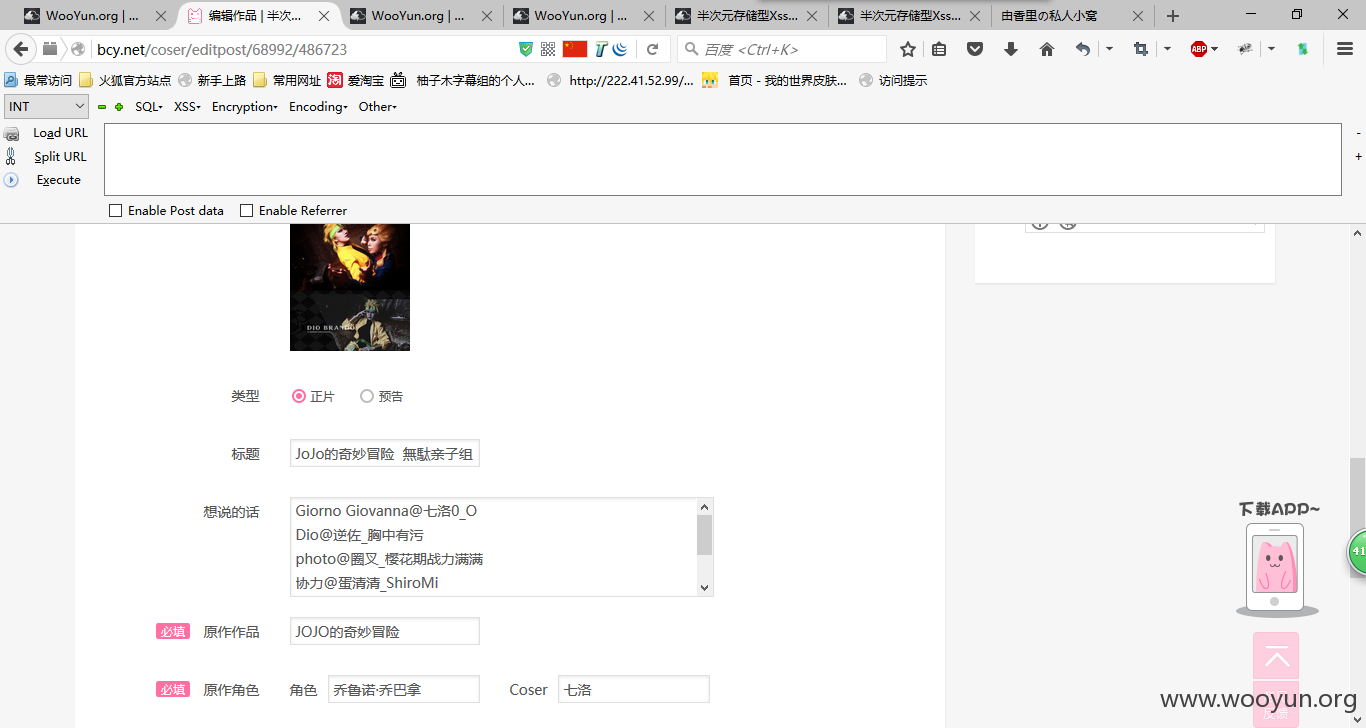 WooYun.org | ...
编辑作品 | 半次...
WooYun.org | ...
WooYun.org | ...
半次元存储型Xss...
半次元存储型Xss...
由香里の私人小窝
bcy.net/coser/editpost/68992/486723
百度 <Ctrl+K>
ABP
最常访问 火狐官方站点 新手上路 常用网址 淘 爱淘宝 柚子木字幕组的个人... http://222.41.52.99/... 首页 - 我的世界皮肤... 访问提示
INT SQL XSS Encryption Encoding Other
Load URL
Split URL
Execute
Enable Post data Enable Referrer
DIO BRANDO
类型 正片 预告
标题 JoJo的奇妙冒险 無駄亲子组
想说的话 Giorno Giovanna@七洛0_O
Dio@逆佐_胸中有污
photo@圈叉_樱花期战力满满
协力@蛋清清_ShiroMi
下载APP~
41
必填 原作作品 JOJO的奇妙冒险
必填 原作角色 角色 乔鲁诺·乔巴拿 Coser 七洛
www.wooyun.org
反馈